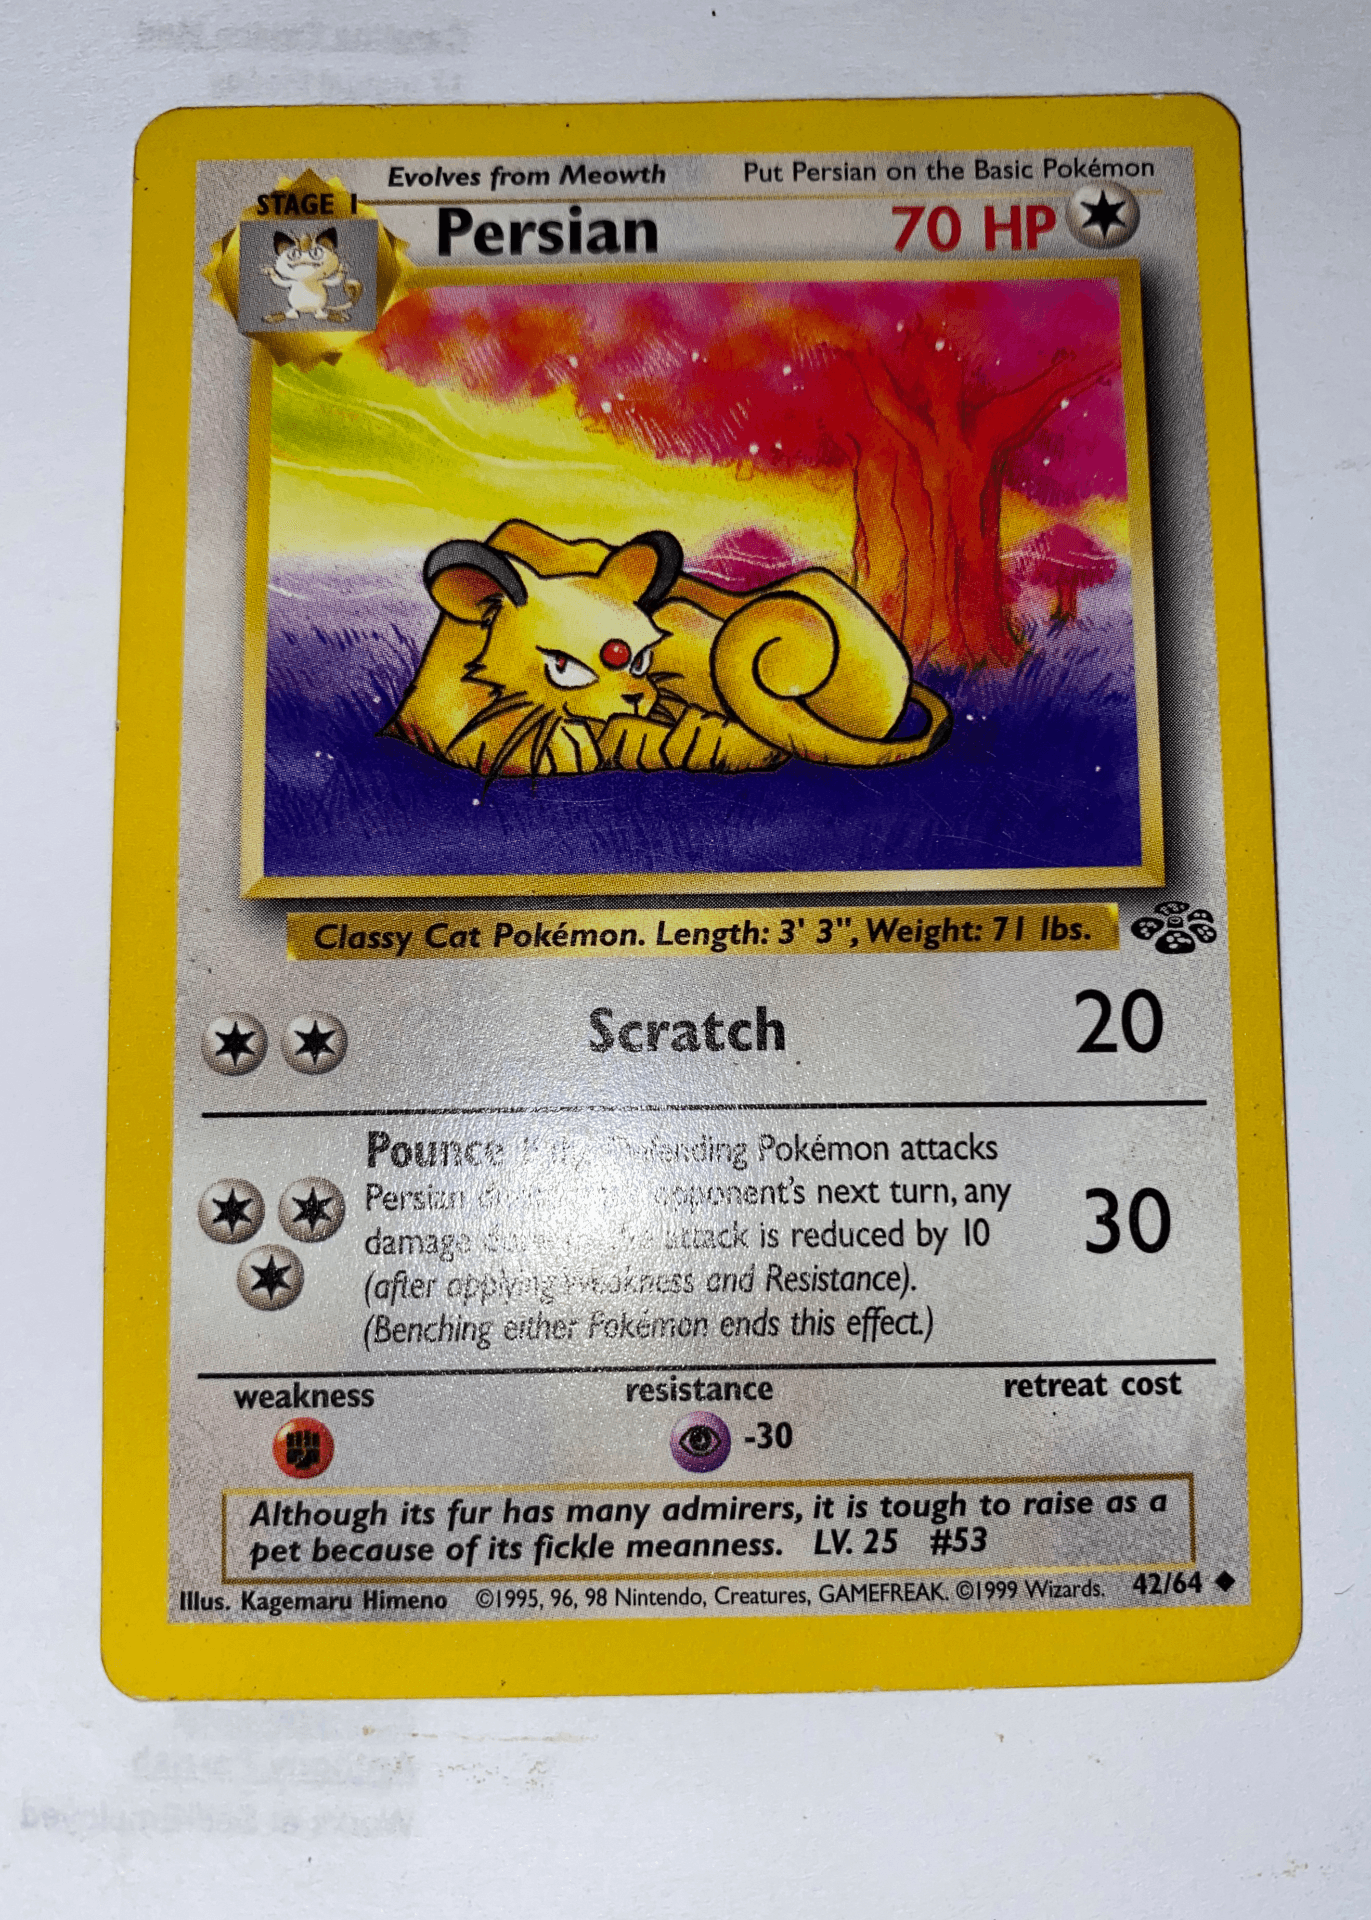 Evolves from Meowth Put Persian on the Basic Pokémon
STAGE 1
Persian 70 HP
Classy Cat Pokémon. Length: 3' 3", Weight: 71 lbs.
Scratch 20
Pounce Defending Pokémon attacks
Persian opponent's next turn, any
damage attack is reduced by 10
(after applying Weakness and Resistance).
(Benching either Pokémon ends this effect.)
30
weakness resistance retreat cost
-30
Although its fur has many admirers, it is tough to raise as a
pet because of its fickle meanness. LV. 25 #53
Illus. Kagemaru Himeno ©1995, 96, 98 Nintendo, Creatures, GAMEFREAK. ©1999 Wizards. 42/64